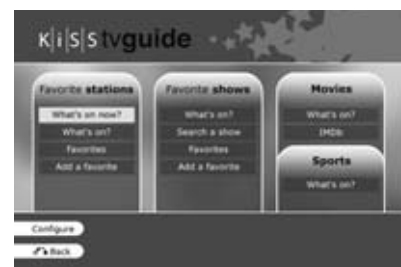 KiSS tvguide
Favorite stations
What's on now?
What's on?
Favorites
Add a favorite
Favorite shows
What's on?
Search a show
Favorites
Add a favorite
Movies
What's on?
IMDb
Sports
What's on?
Configure
Back